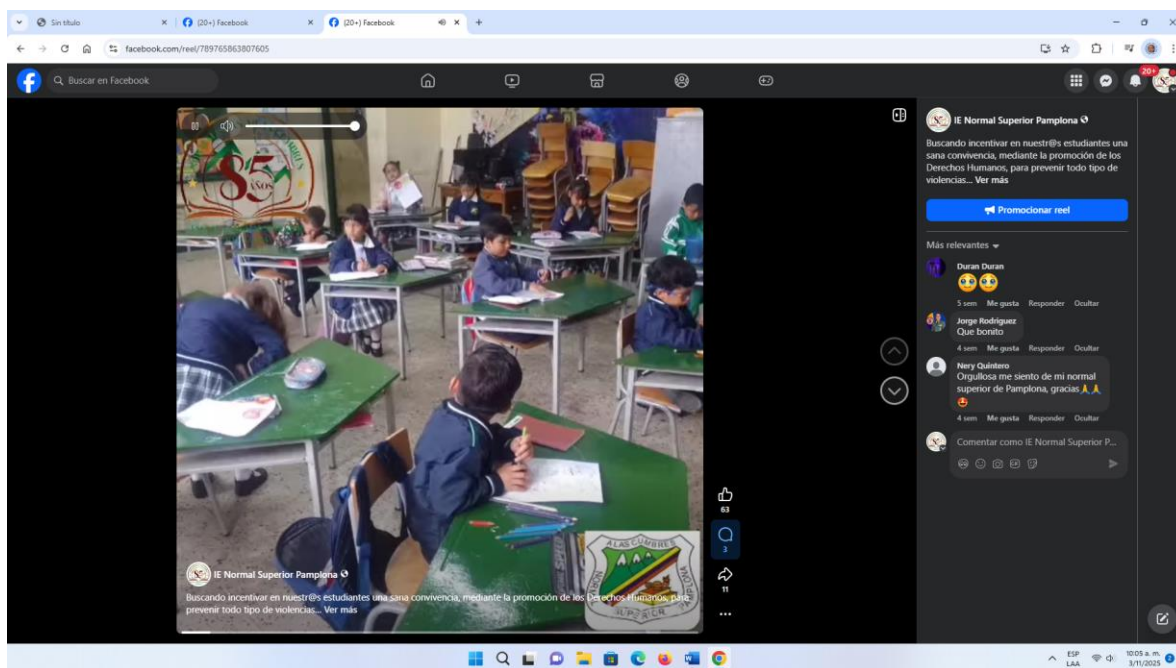 Sin título
(20+) Facebook
(20+) Facebook
facebook.com/reel/789765863807605
Buscar en Facebook
20+
85
AÑOS
IE Normal Superior Pamplona
Buscando incentivar en nuestr@s estudiantes una sana convivencia, mediante la promoción de los Derechos Humanos, para
prevenir todo tipo de violencias... Ver más
A LAS CUMBRES
63
3
11
IE Normal Superior Pamplona
Buscando incentivar en nuestr@s estudiantes una
sana convivencia, mediante la promoción de los
Derechos Humanos, para prevenir todo tipo de
violencias... Ver más
Promocionar reel
Más relevantes
Duran Duran
5 sem Me gusta Responder Ocultar
Jorge Rodriguez
Que bonito
4 sem Me gusta Responder Ocultar
Nery Quintero
Orgullosa me siento de mi normal
superior de Pamplona, gracias
4 sem Me gusta Responder Ocultar
Comentar como IE Normal Superior P...
ESP
LAA
10:05 a. m.
3/11/2025